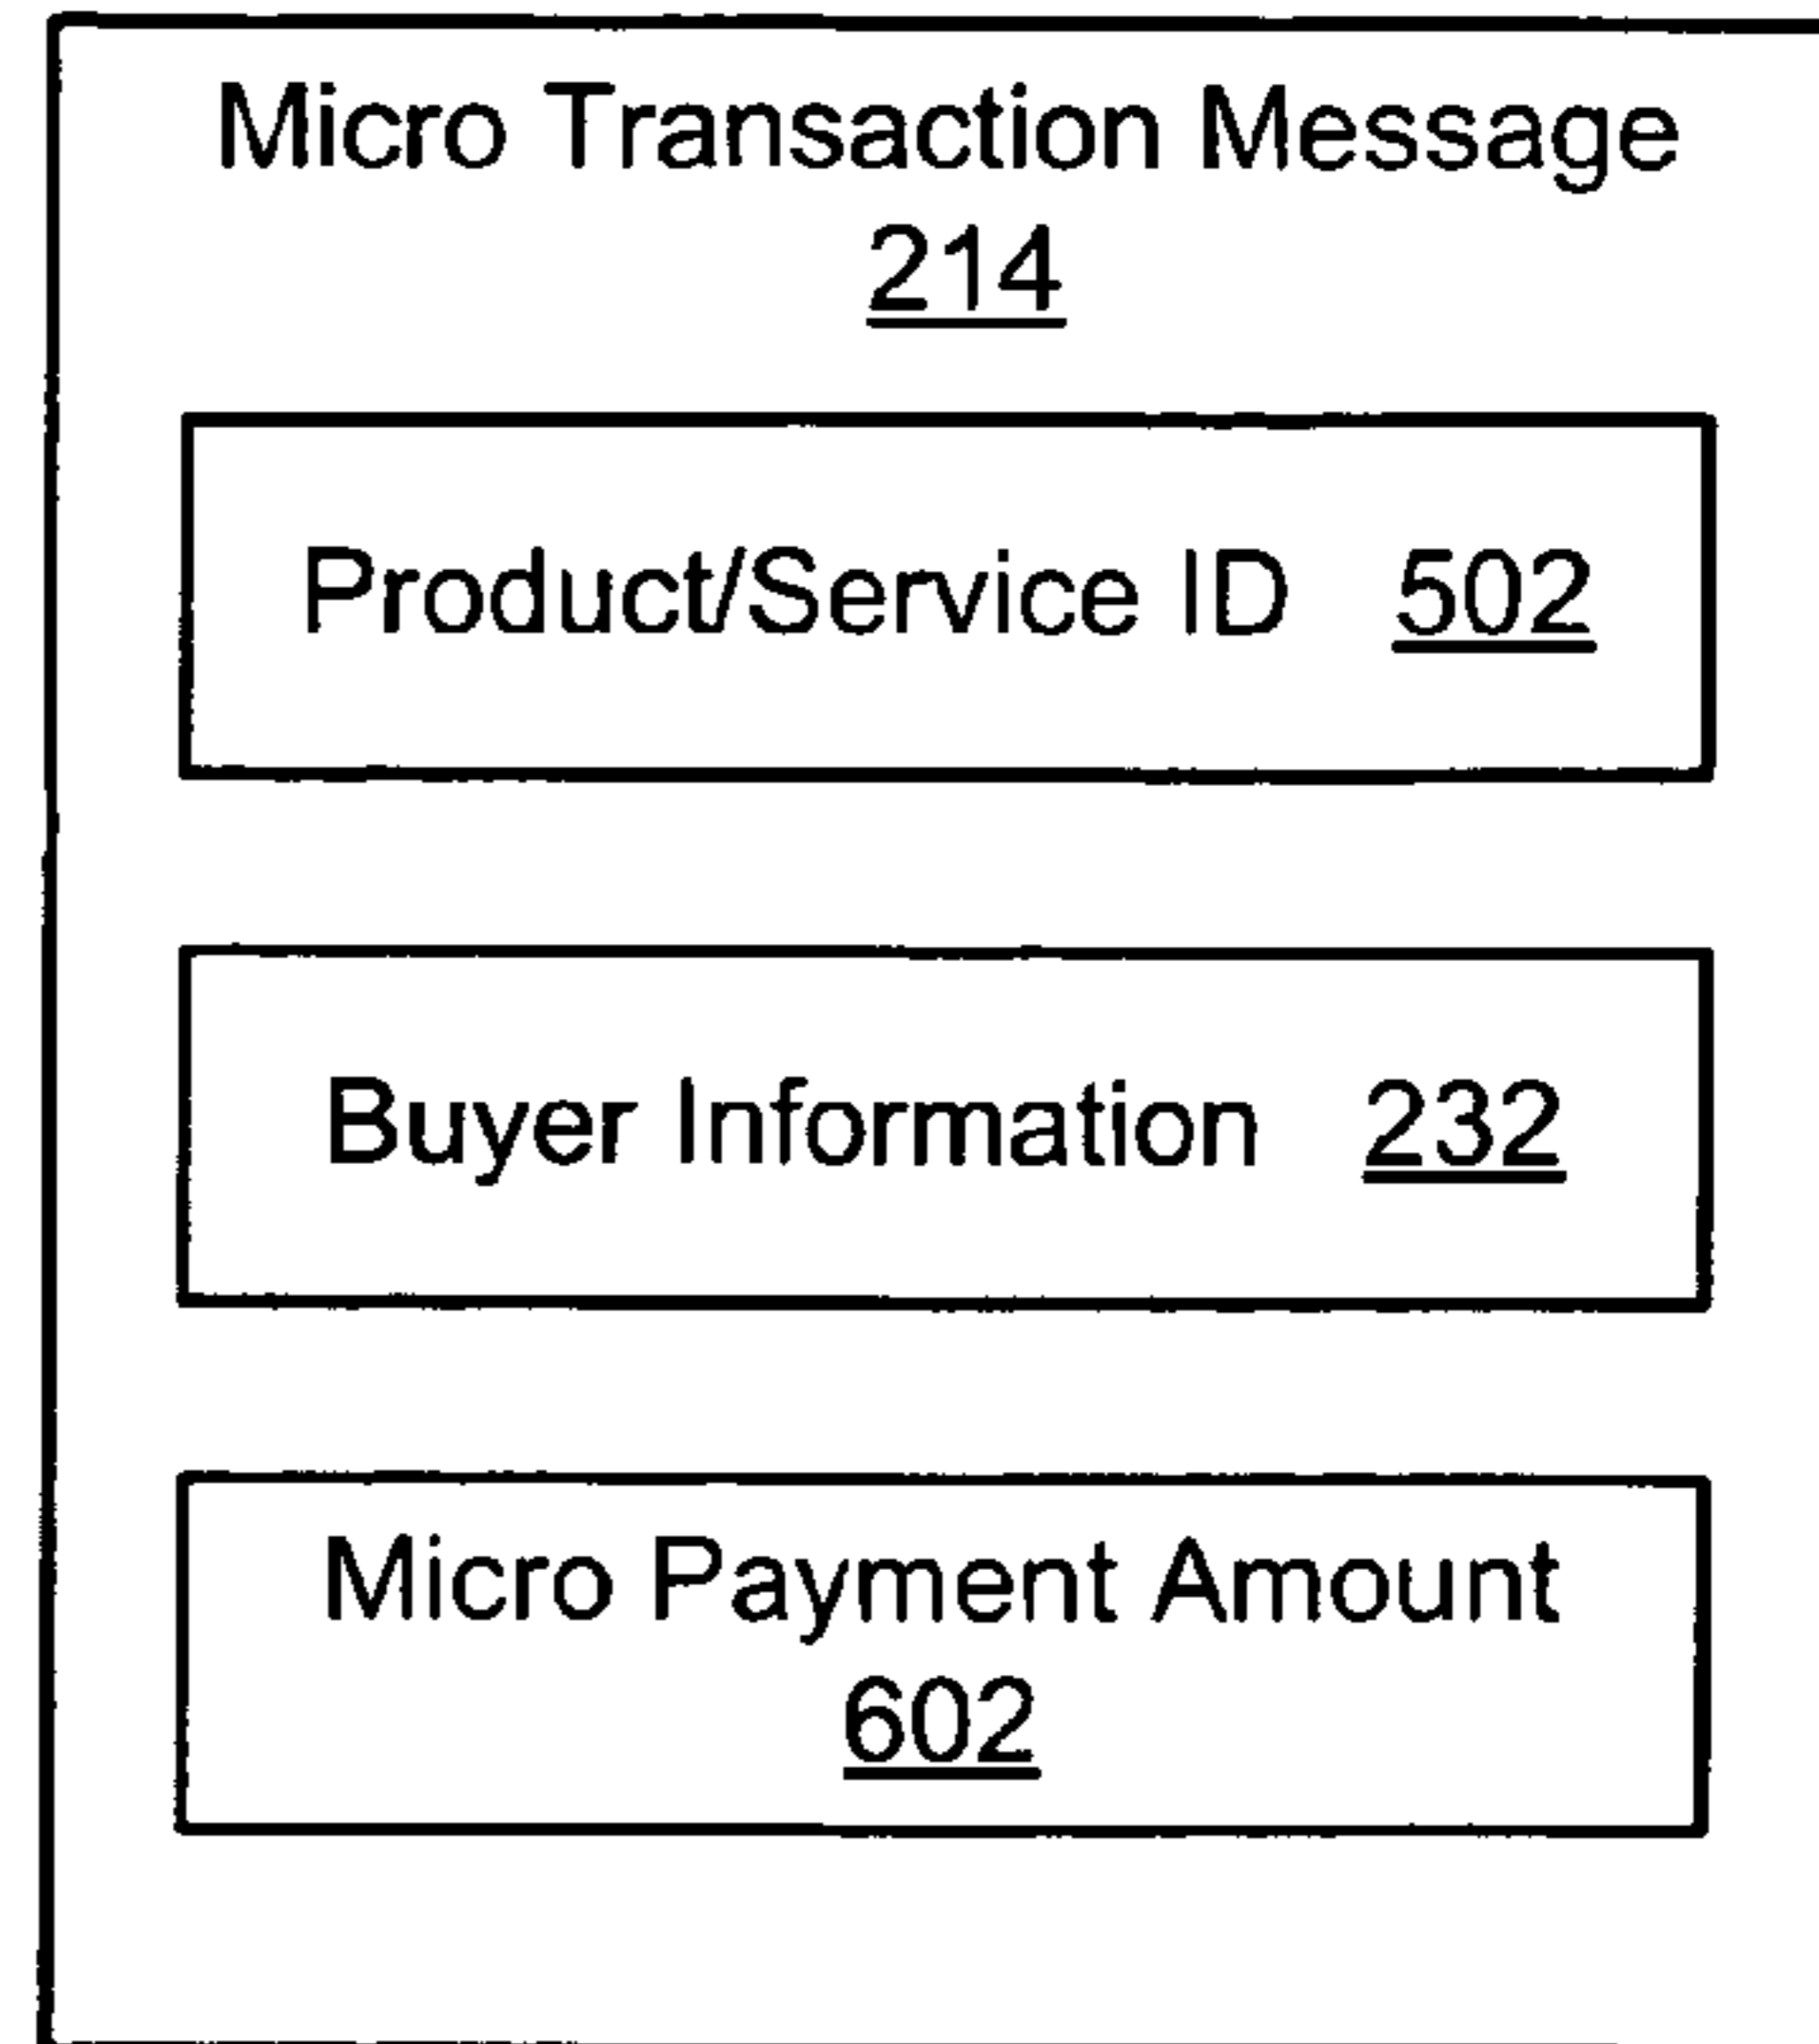 Micro Transaction Message
214
Product/Service ID 502
Buyer Information 232
Micro Payment Amount
602